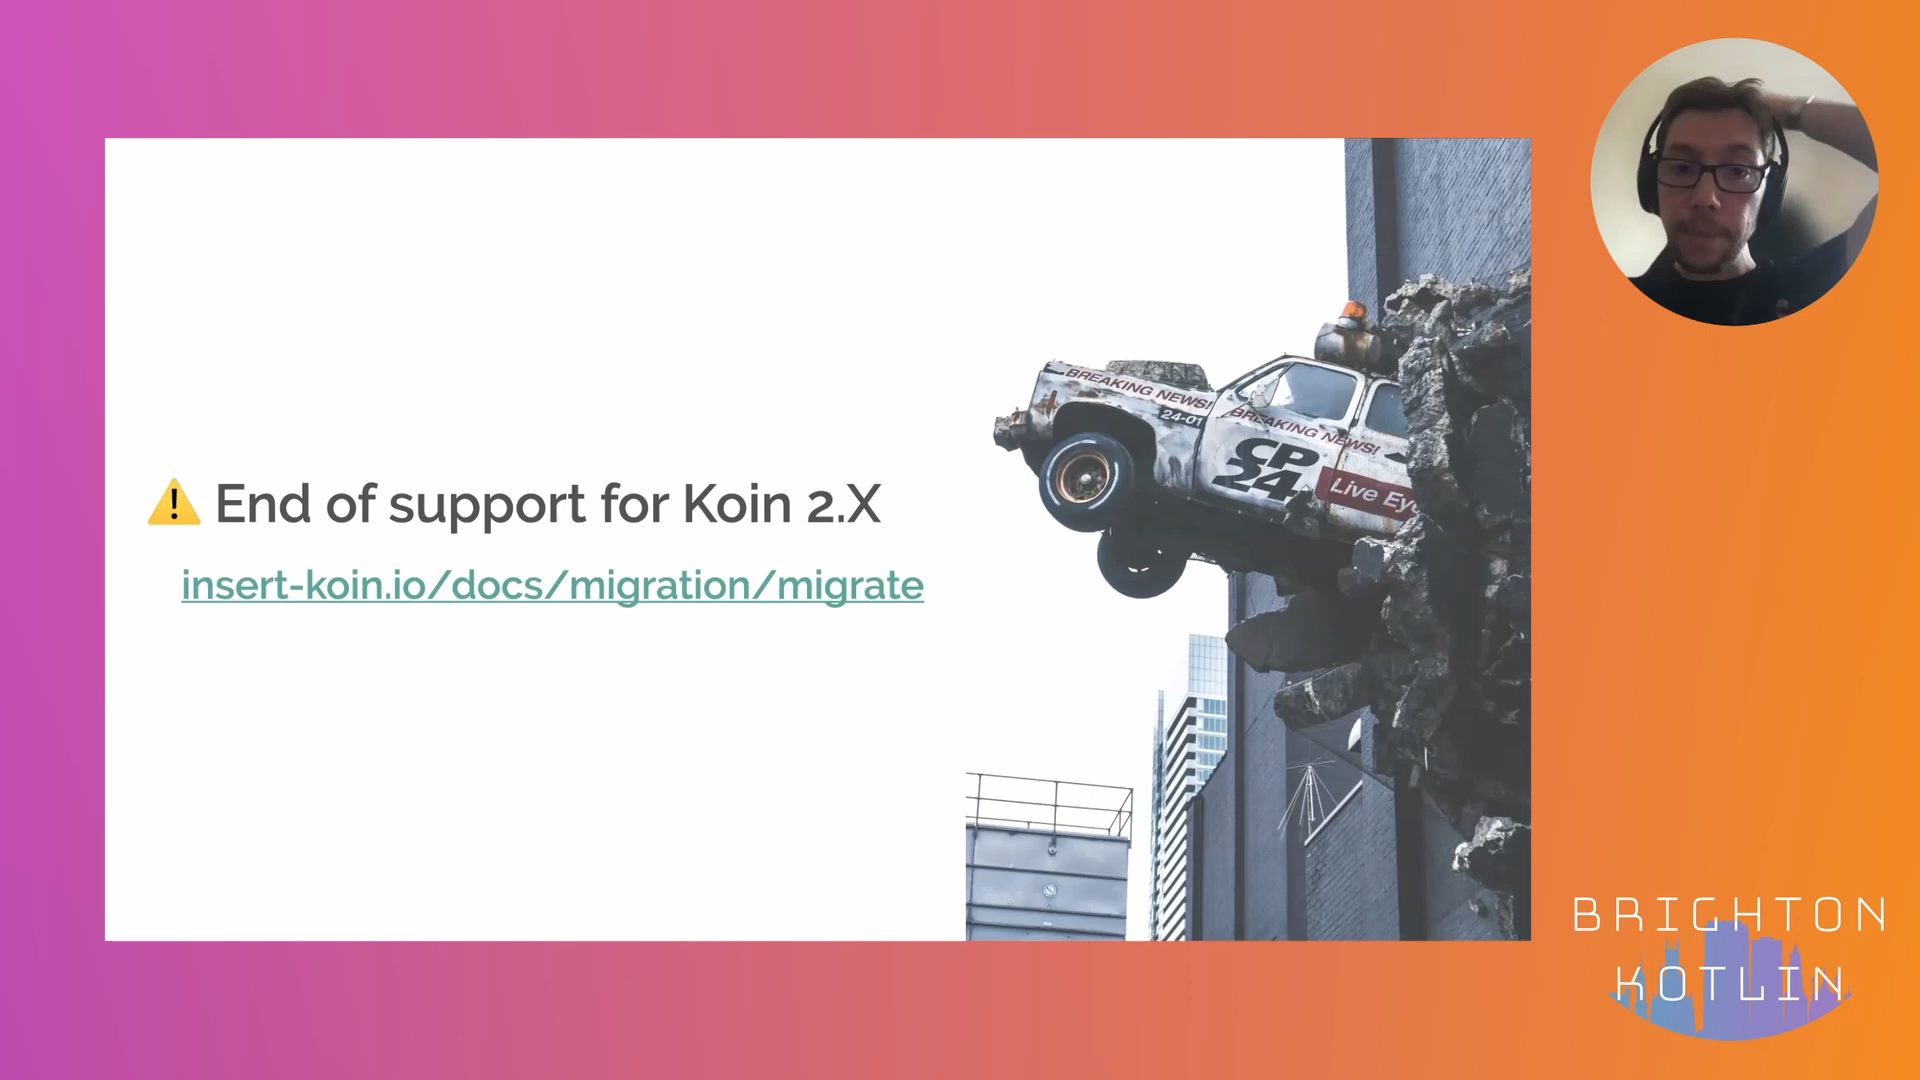 ⚠️ End of support for Koin 2.X
insert-koin.io/docs/migration/migrate
BREAKING NEWS!
24-01
BREAKING NEWS!
CP
24
Live Eye
BRIGHTON
KOTLIN